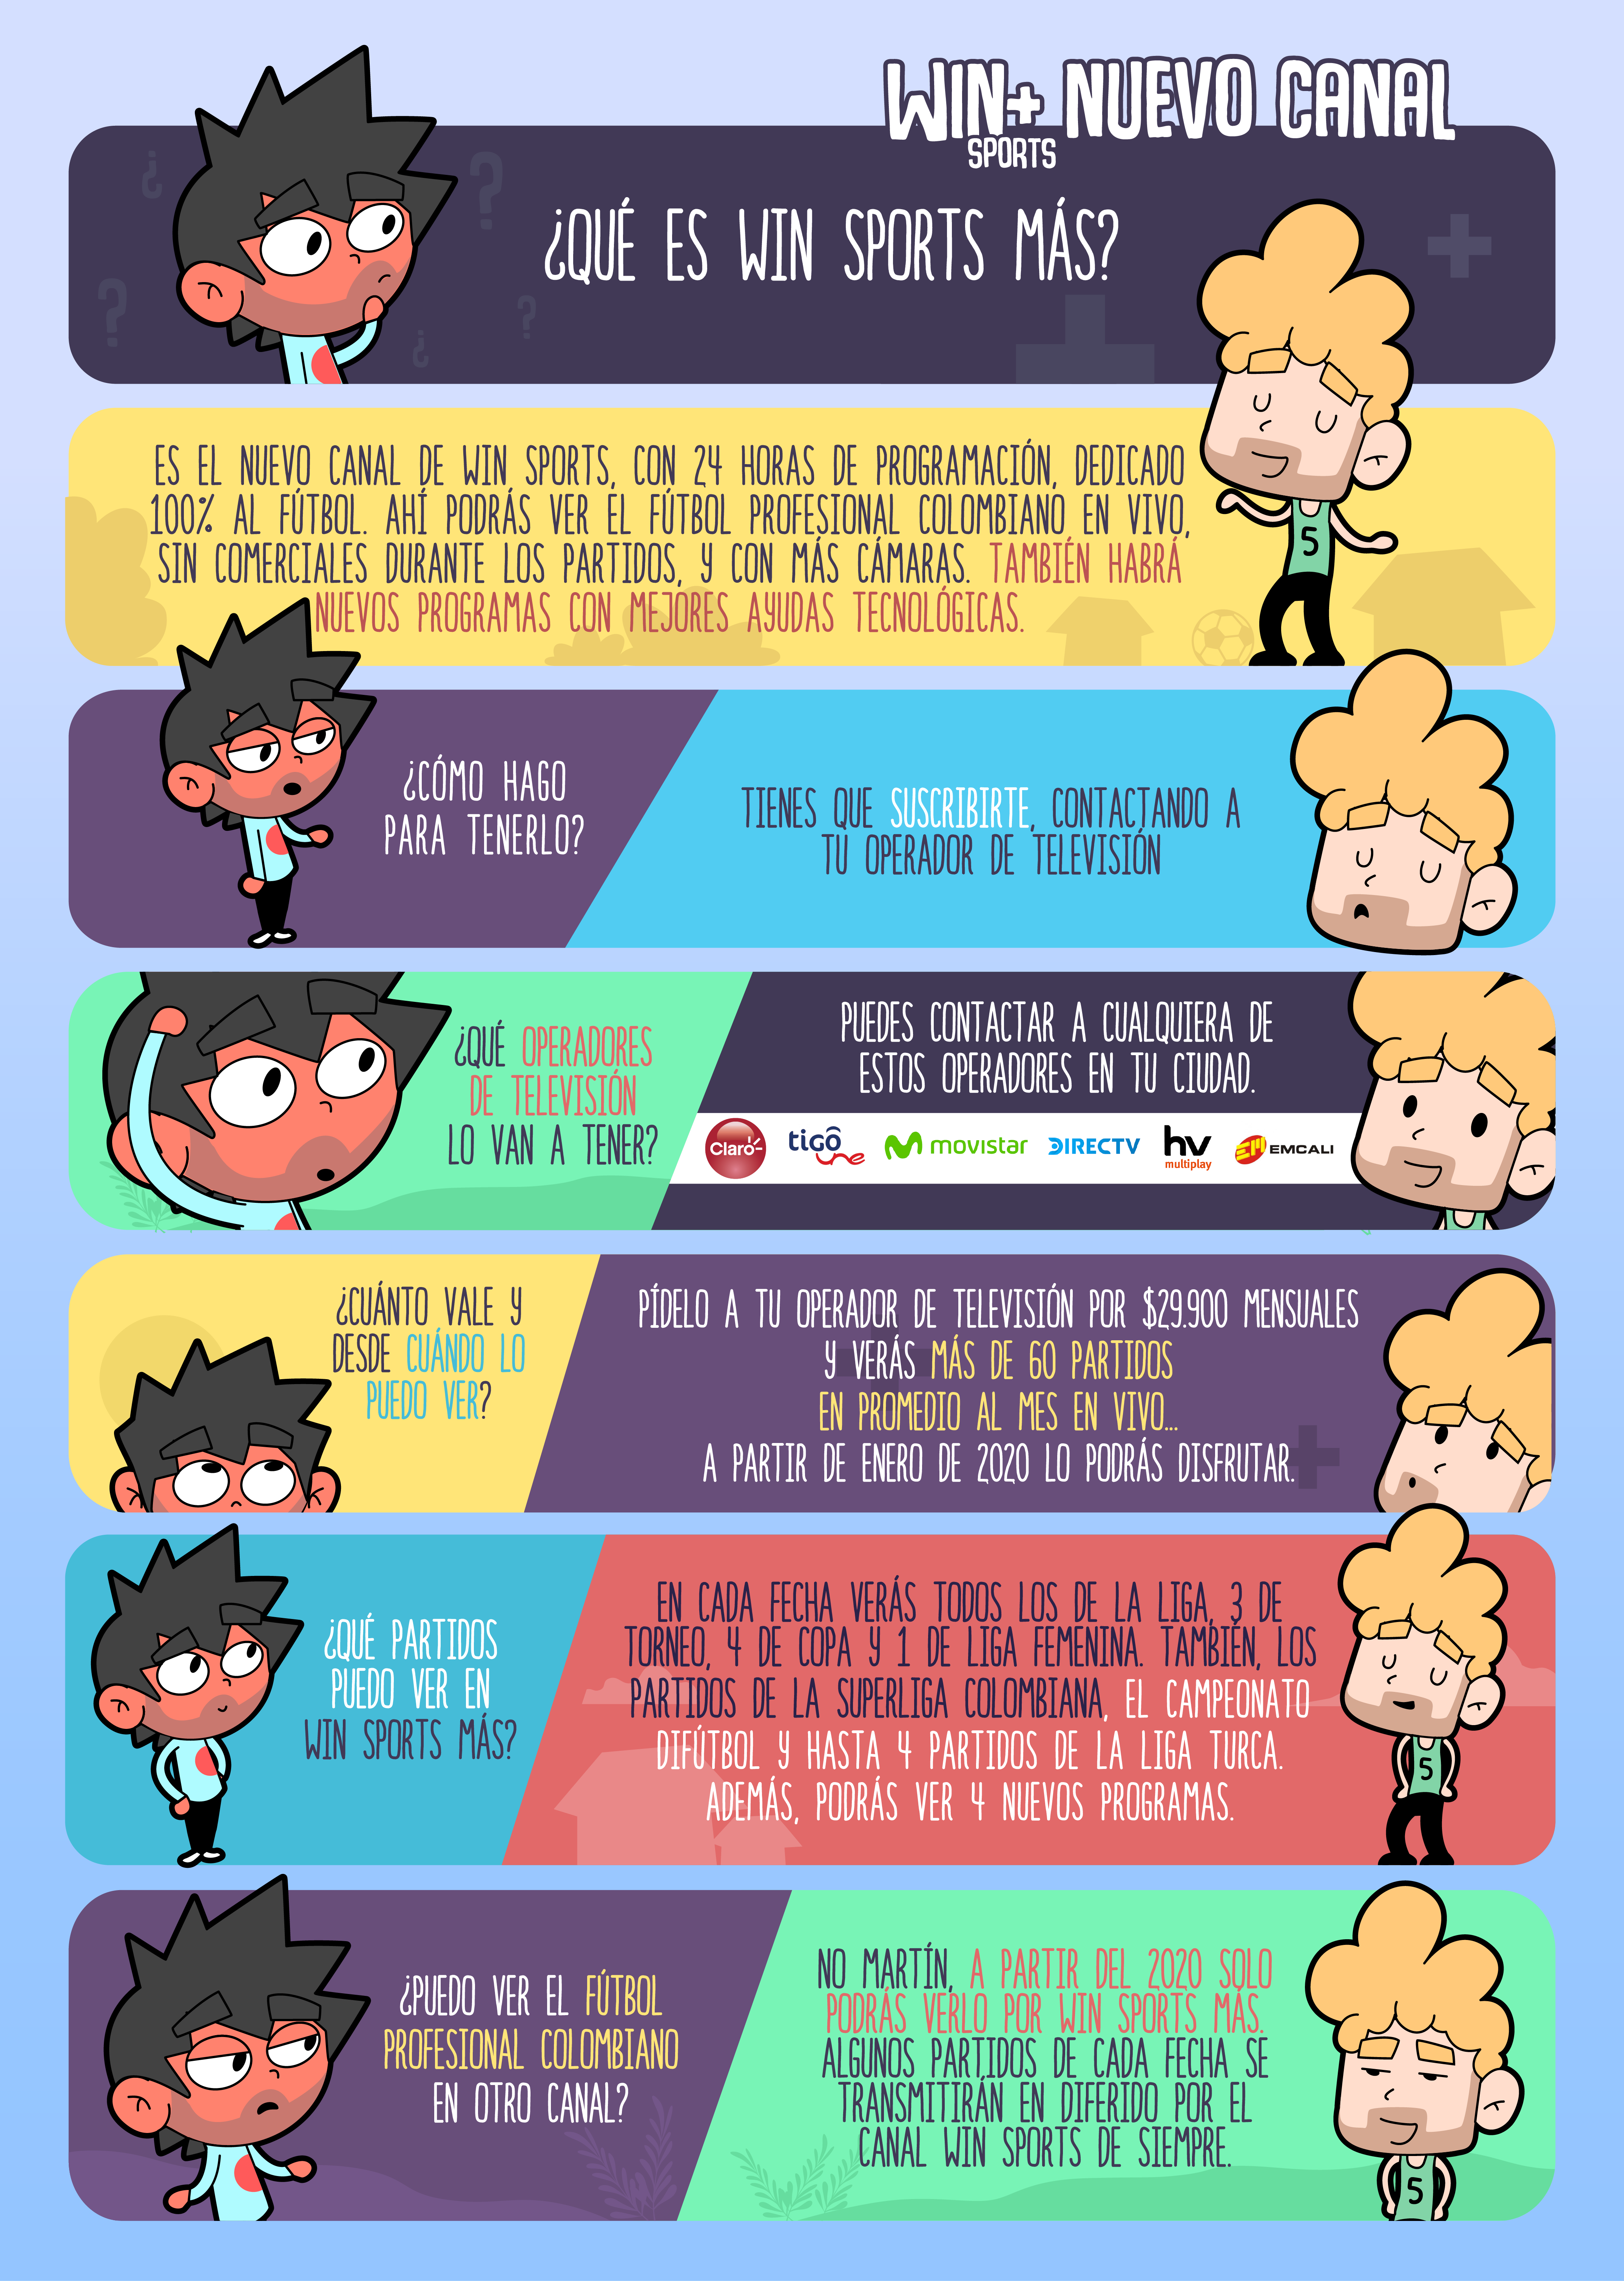 WIN+ NUEVO CANAL
SPORTS
¿QUÉ ES WIN SPORTS MÁS?
ES EL NUEVO CANAL DE WIN SPORTS, CON 24 HORAS DE PROGRAMACIÓN, DEDICADO
100% AL FÚTBOL. AHÍ PODRÁS VER EL FÚTBOL PROFESIONAL COLOMBIANO EN VIVO,
SIN COMERCIALES DURANTE LOS PARTIDOS, Y CON MÁS CÁMARAS. TAMBIÉN HABRÁ
NUEVOS PROGRAMAS CON MEJORES AYUDAS TECNOLÓGICAS.
5
¿CÓMO HAGO
PARA TENERLO?
TIENES QUE SUSCRIBIRTE, CONTACTANDO A
TU OPERADOR DE TELEVISIÓN
¿QUÉ OPERADORES
DE TELEVISIÓN
LO VAN A TENER?
PUEDES CONTACTAR A CUALQUIERA DE
ESTOS OPERADORES EN TU CIUDAD.
Claro
tigo une
movistar
DIRECTV
hv multiplay
EM EMCALI
¿CUÁNTO VALE Y
DESDE CUÁNDO LO
PUEDO VER?
PÍDELO A TU OPERADOR DE TELEVISIÓN POR $29.900 MENSUALES
Y VERÁS MÁS DE 60 PARTIDOS
EN PROMEDIO AL MES EN VIVO...
A PARTIR DE ENERO DE 2020 LO PODRÁS DISFRUTAR.
¿QUÉ PARTIDOS
PUEDO VER EN
WIN SPORTS MÁS?
EN CADA FECHA VERÁS TODOS LOS DE LA LIGA, 3 DE
TORNEO, 4 DE COPA Y 1 DE LIGA FEMENINA. TAMBIÉN, LOS
PARTIDOS DE LA SUPERLIGA COLOMBIANA, EL CAMPEONATO
DIFÚTBOL Y HASTA 4 PARTIDOS DE LA LIGA TURCA.
ADEMÁS, PODRÁS VER 4 NUEVOS PROGRAMAS.
5
¿PUEDO VER EL FÚTBOL
PROFESIONAL COLOMBIANO
EN OTRO CANAL?
NO MARTÍN, A PARTIR DEL 2020 SOLO
PODRÁS VERLO POR WIN SPORTS MÁS.
ALGUNOS PARTIDOS DE CADA FECHA SE
TRANSMITIRÁN EN DIFERIDO POR EL
CANAL WIN SPORTS DE SIEMPRE.
5